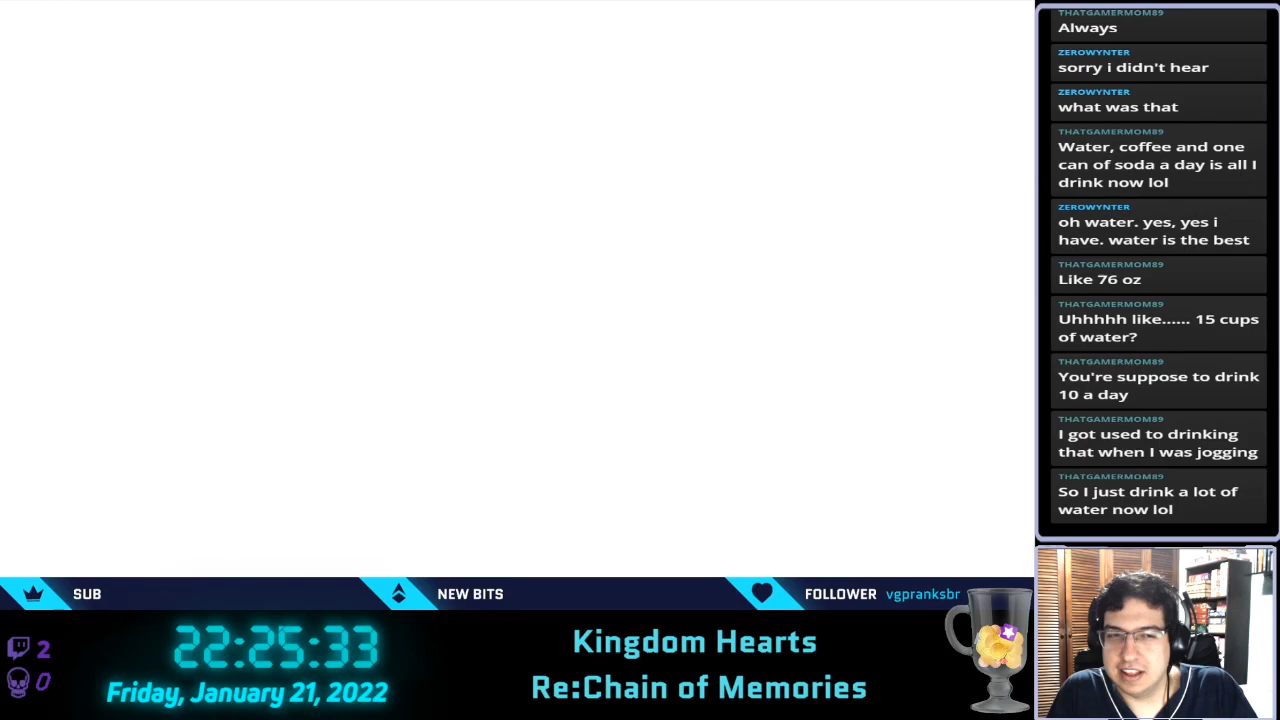 THATGAMERMOM89
Always
ZEROWYNTER
sorry i didn't hear
ZEROWYNTER
what was that
THATGAMERMOM89
Water, coffee and one
can of soda a day is all I
drink now lol
ZEROWYNTER
oh water. yes, yes i
have. water is the best
THATGAMERMOM89
Like 76 oz
THATGAMERMOM89
Uhhhhh like...... 15 cups
of water?
THATGAMERMOM89
You're suppose to drink
10 a day
THATGAMERMOM89
I got used to drinking
that when I was jogging
THATGAMERMOM89
So I just drink a lot of
water now lol
SUB
NEW BITS
FOLLOWER vgpranksbr
2
0
22:25:33
Friday, January 21, 2022
Kingdom Hearts
Re:Chain of Memories